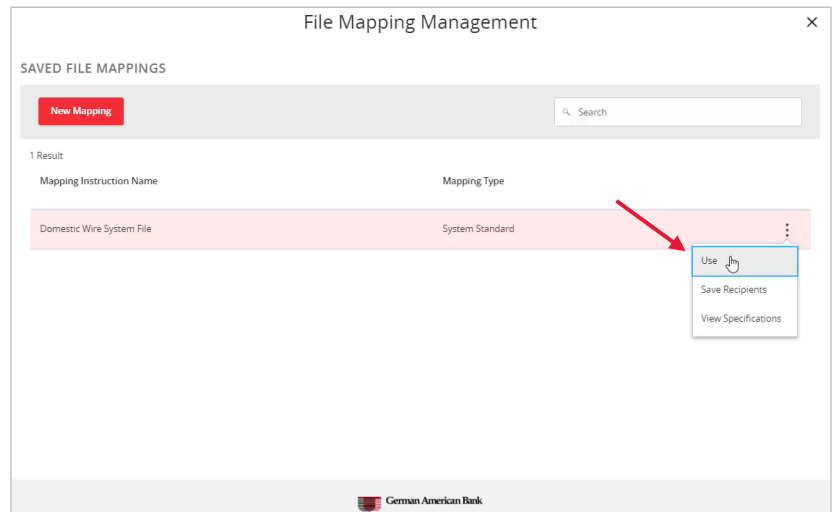 File Mapping Management
SAVED FILE MAPPINGS
New Mapping
Search
1 Result
Mapping Instruction Name Mapping Type
Domestic Wire System File System Standard
Use
Save Recipients
View Specifications
German American Bank